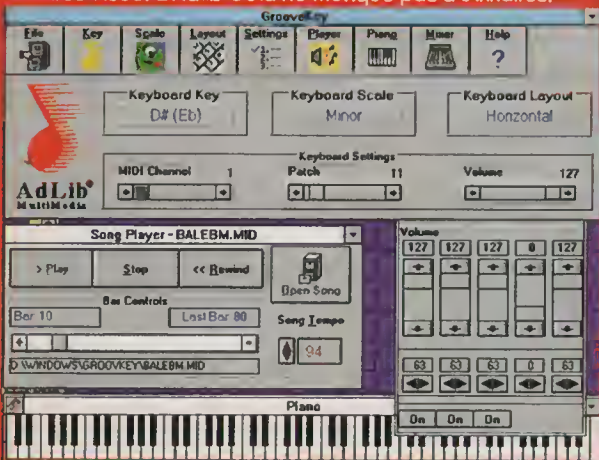 GrooveKey
File Key Scale Layout Settings Player Piano Mixer Help
?
Keyboard Key Keyboard Scale Keyboard Layout
D# (Eb) Minor Horizontal
Keyboard Settings
MIDI Channel 1 Patch 11 Volume 127
AdLib®
MultiMedia
Song Player - BALEBM.MID
> Play Stop << Rewind
Open Song
Bar Controls
Bar 10 Last Bar 80
Song Tempo
94
D:\WINDOWS\GROOVKEY\BALEBM.MID
Volume
127 127 127 0 127
63 63 63 0 63
On On On
Piano